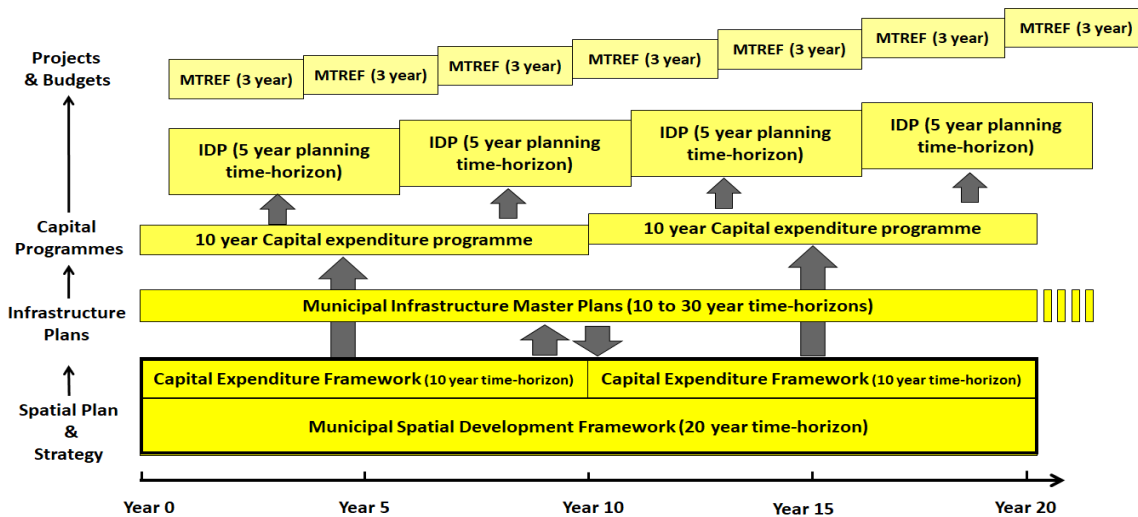 Projects
& Budgets
MTREF (3 year)
MTREF (3 year)
MTREF (3 year)
MTREF (3 year)
MTREF (3 year)
MTREF (3 year)
MTREF (3 year)
IDP (5 year planning
time-horizon)
IDP (5 year planning
time-horizon)
IDP (5 year planning
time-horizon)
IDP (5 year planning
time-horizon)
Capital
Programmes
10 year Capital expenditure programme
10 year Capital expenditure programme
Infrastructure
Plans
Municipal Infrastructure Master Plans (10 to 30 year time-horizons)
Spatial Plan
&
Strategy
Capital Expenditure Framework (10 year time-horizon)
Capital Expenditure Framework (10 year time-horizon)
Municipal Spatial Development Framework (20 year time-horizon)
Year 0
Year 5
Year 10
Year 15
Year 20